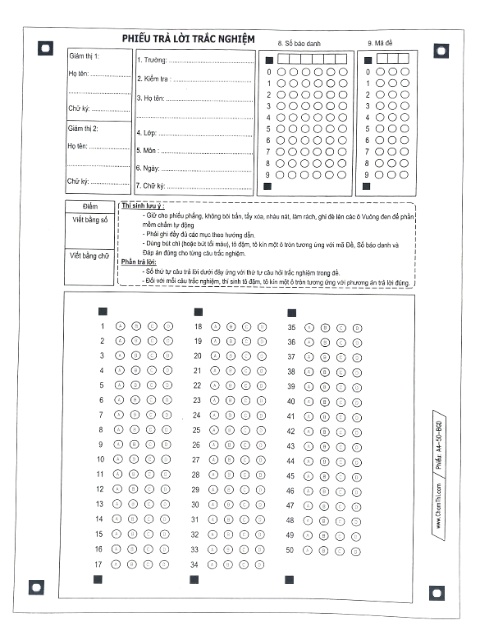 PHIẾU TRẢ LỜI TRẮC NGHIỆM
Giám thị 1:
Họ tên: ....................
Chữ ký: ....................
Giám thị 2:
Họ tên: ....................
Chữ ký: ....................
1. Trường: ....................
2. Kiểm tra : ....................
3. Họ tên: ....................
4. Lớp: ....................
5. Môn : ....................
6. Ngày: ....................
7. Chữ ký: ....................
8. Số báo danh
0
1
2
3
4
5
6
7
8
9
9. Mã đề
0
1
2
3
4
5
6
7
8
9
Điểm
Viết bằng số
Viết bằng chữ
Thí sinh lưu ý :
- Giữ cho phiếu phẳng, không bôi bẩn, tẩy xóa, nhàu nát, làm rách, ghi đè lên các ô Vuông đen để phần
mềm chấm tự động
- Phải ghi đầy đủ các mục theo hướng dẫn.
- Dùng bút chì (hoặc bút tối màu), tô đậm, tô kín một ô tròn tương ứng với mã Đề, Số báo danh và
Đáp án đúng cho từng câu trắc nghiệm.
Phần trả lời:
- Số thứ tự câu trả lời dưới đây ứng với thứ tự câu hỏi trắc nghiệm trong đề.
- Đối với mỗi câu trắc nghiệm, thí sinh tô đậm, tô kín một ô tròn tương ứng với phương án trả lời đúng.
1 A B C D
2 A B C D
3 A B C D
4 A B C D
5 A B C D
6 A B C D
7 A B C D
8 A B C D
9 A B C D
10 A B C D
11 A B C D
12 A B C D
13 A B C D
14 A B C D
15 A B C D
16 A B C D
17 A B C D
18 A B C D
19 A B C D
20 A B C D
21 A B C D
22 A B C D
23 A B C D
24 A B C D
25 A B C D
26 A B C D
27 A B C D
28 A B C D
29 A B C D
30 A B C D
31 A B C D
32 A B C D
33 A B C D
34 A B C D
35 A B C D
36 A B C D
37 A B C D
38 A B C D
39 A B C D
40 A B C D
41 A B C D
42 A B C D
43 A B C D
44 A B C D
45 A B C D
46 A B C D
47 A B C D
48 A B C D
49 A B C D
50 A B C D
www.ChamThi.com / Phiếu: A4-50-BGD